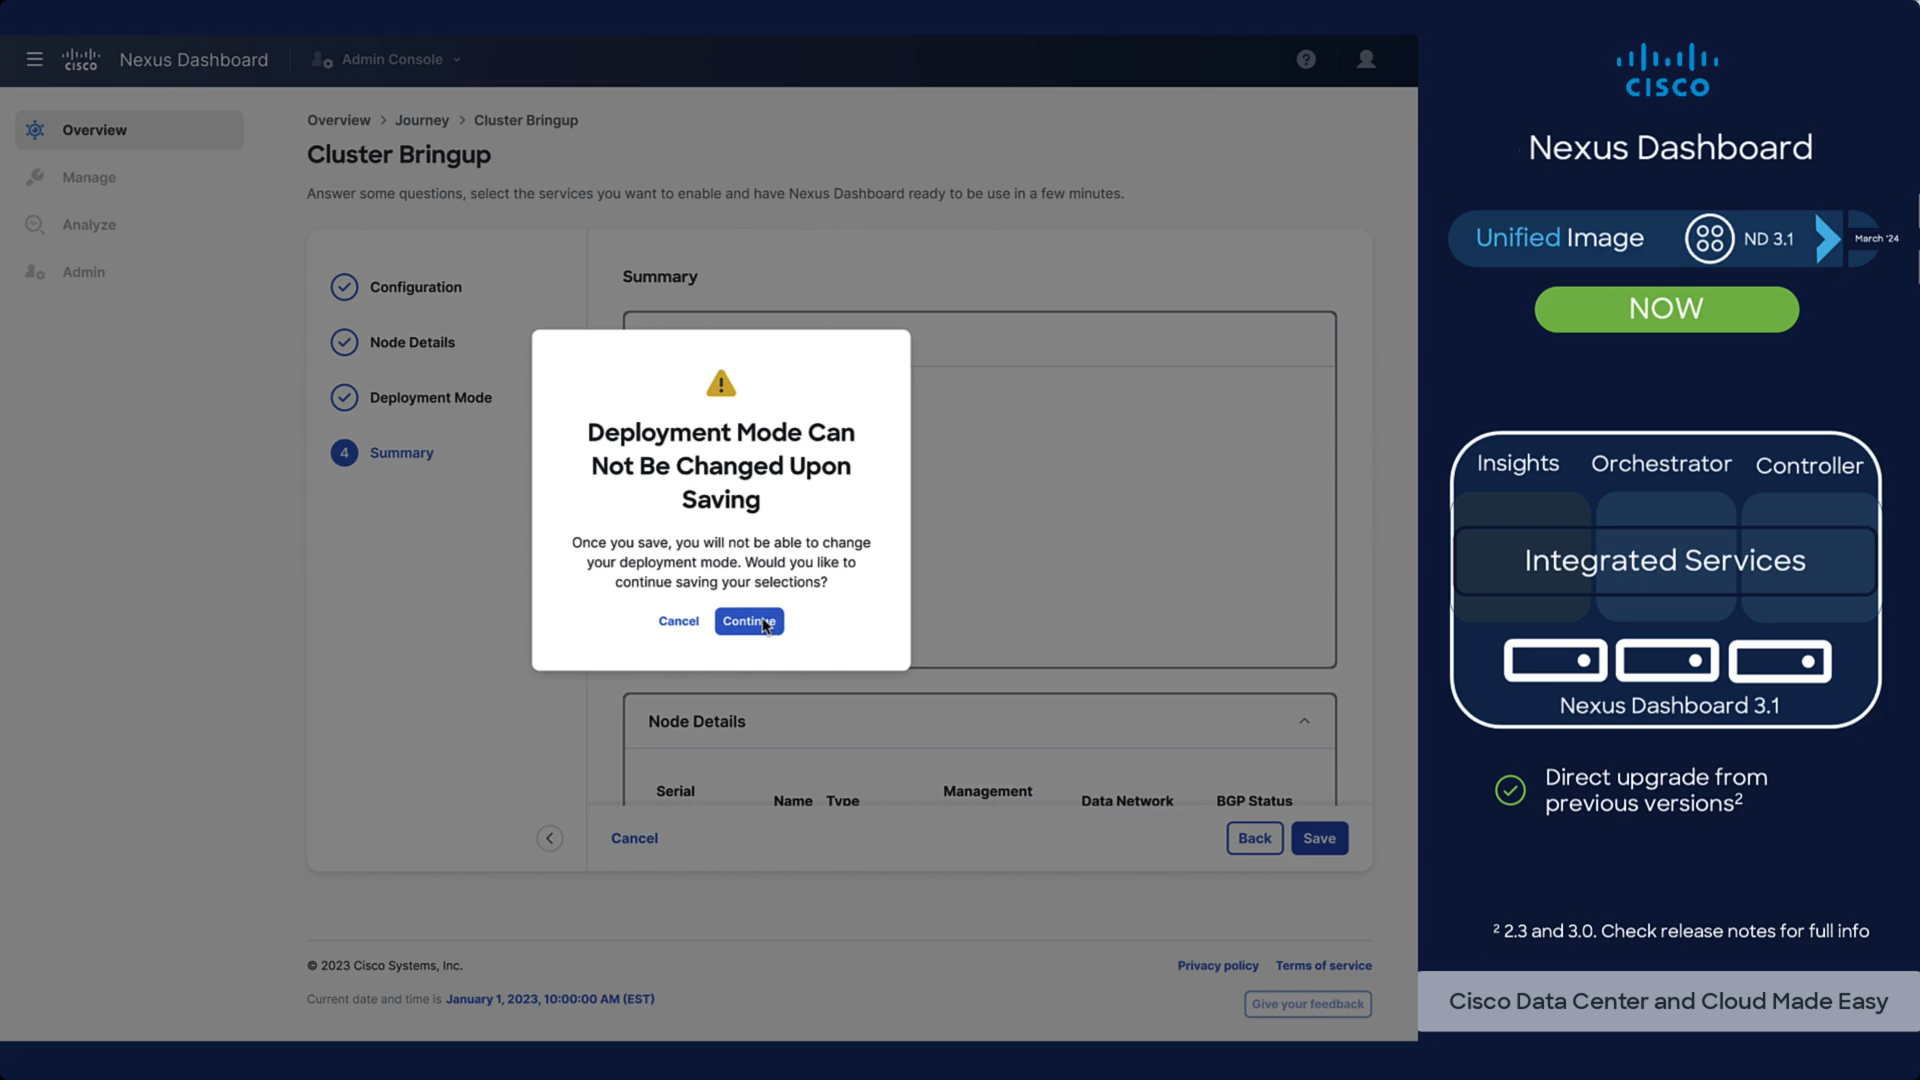 CISCO
Nexus Dashboard
Admin Console
?
Overview
Manage
Analyze
Admin
Overview > Journey > Cluster Bringup
Cluster Bringup
Answer some questions, select the services you want to enable and have Nexus Dashboard ready to be use in a few minutes.
Configuration
Node Details
Deployment Mode
4 Summary
Summary
Deployment Mode Can
Not Be Changed Upon
Saving
Once you save, you will not be able to change
your deployment mode. Would you like to
continue saving your selections?
Cancel
Continue
Node Details
Serial
Name
Type
Management
Data Network
BGP Status
Cancel
Back
Save
© 2023 Cisco Systems, Inc.
Privacy policy
Terms of service
Current date and time is January 1, 2023, 10:00:00 AM (EST)
Give your feedback
CISCO
Nexus Dashboard
Unified Image
ND 3.1
March '24
NOW
Insights
Orchestrator
Controller
Integrated Services
Nexus Dashboard 3.1
Direct upgrade from
previous versions²
² 2.3 and 3.0. Check release notes for full info
Cisco Data Center and Cloud Made Easy